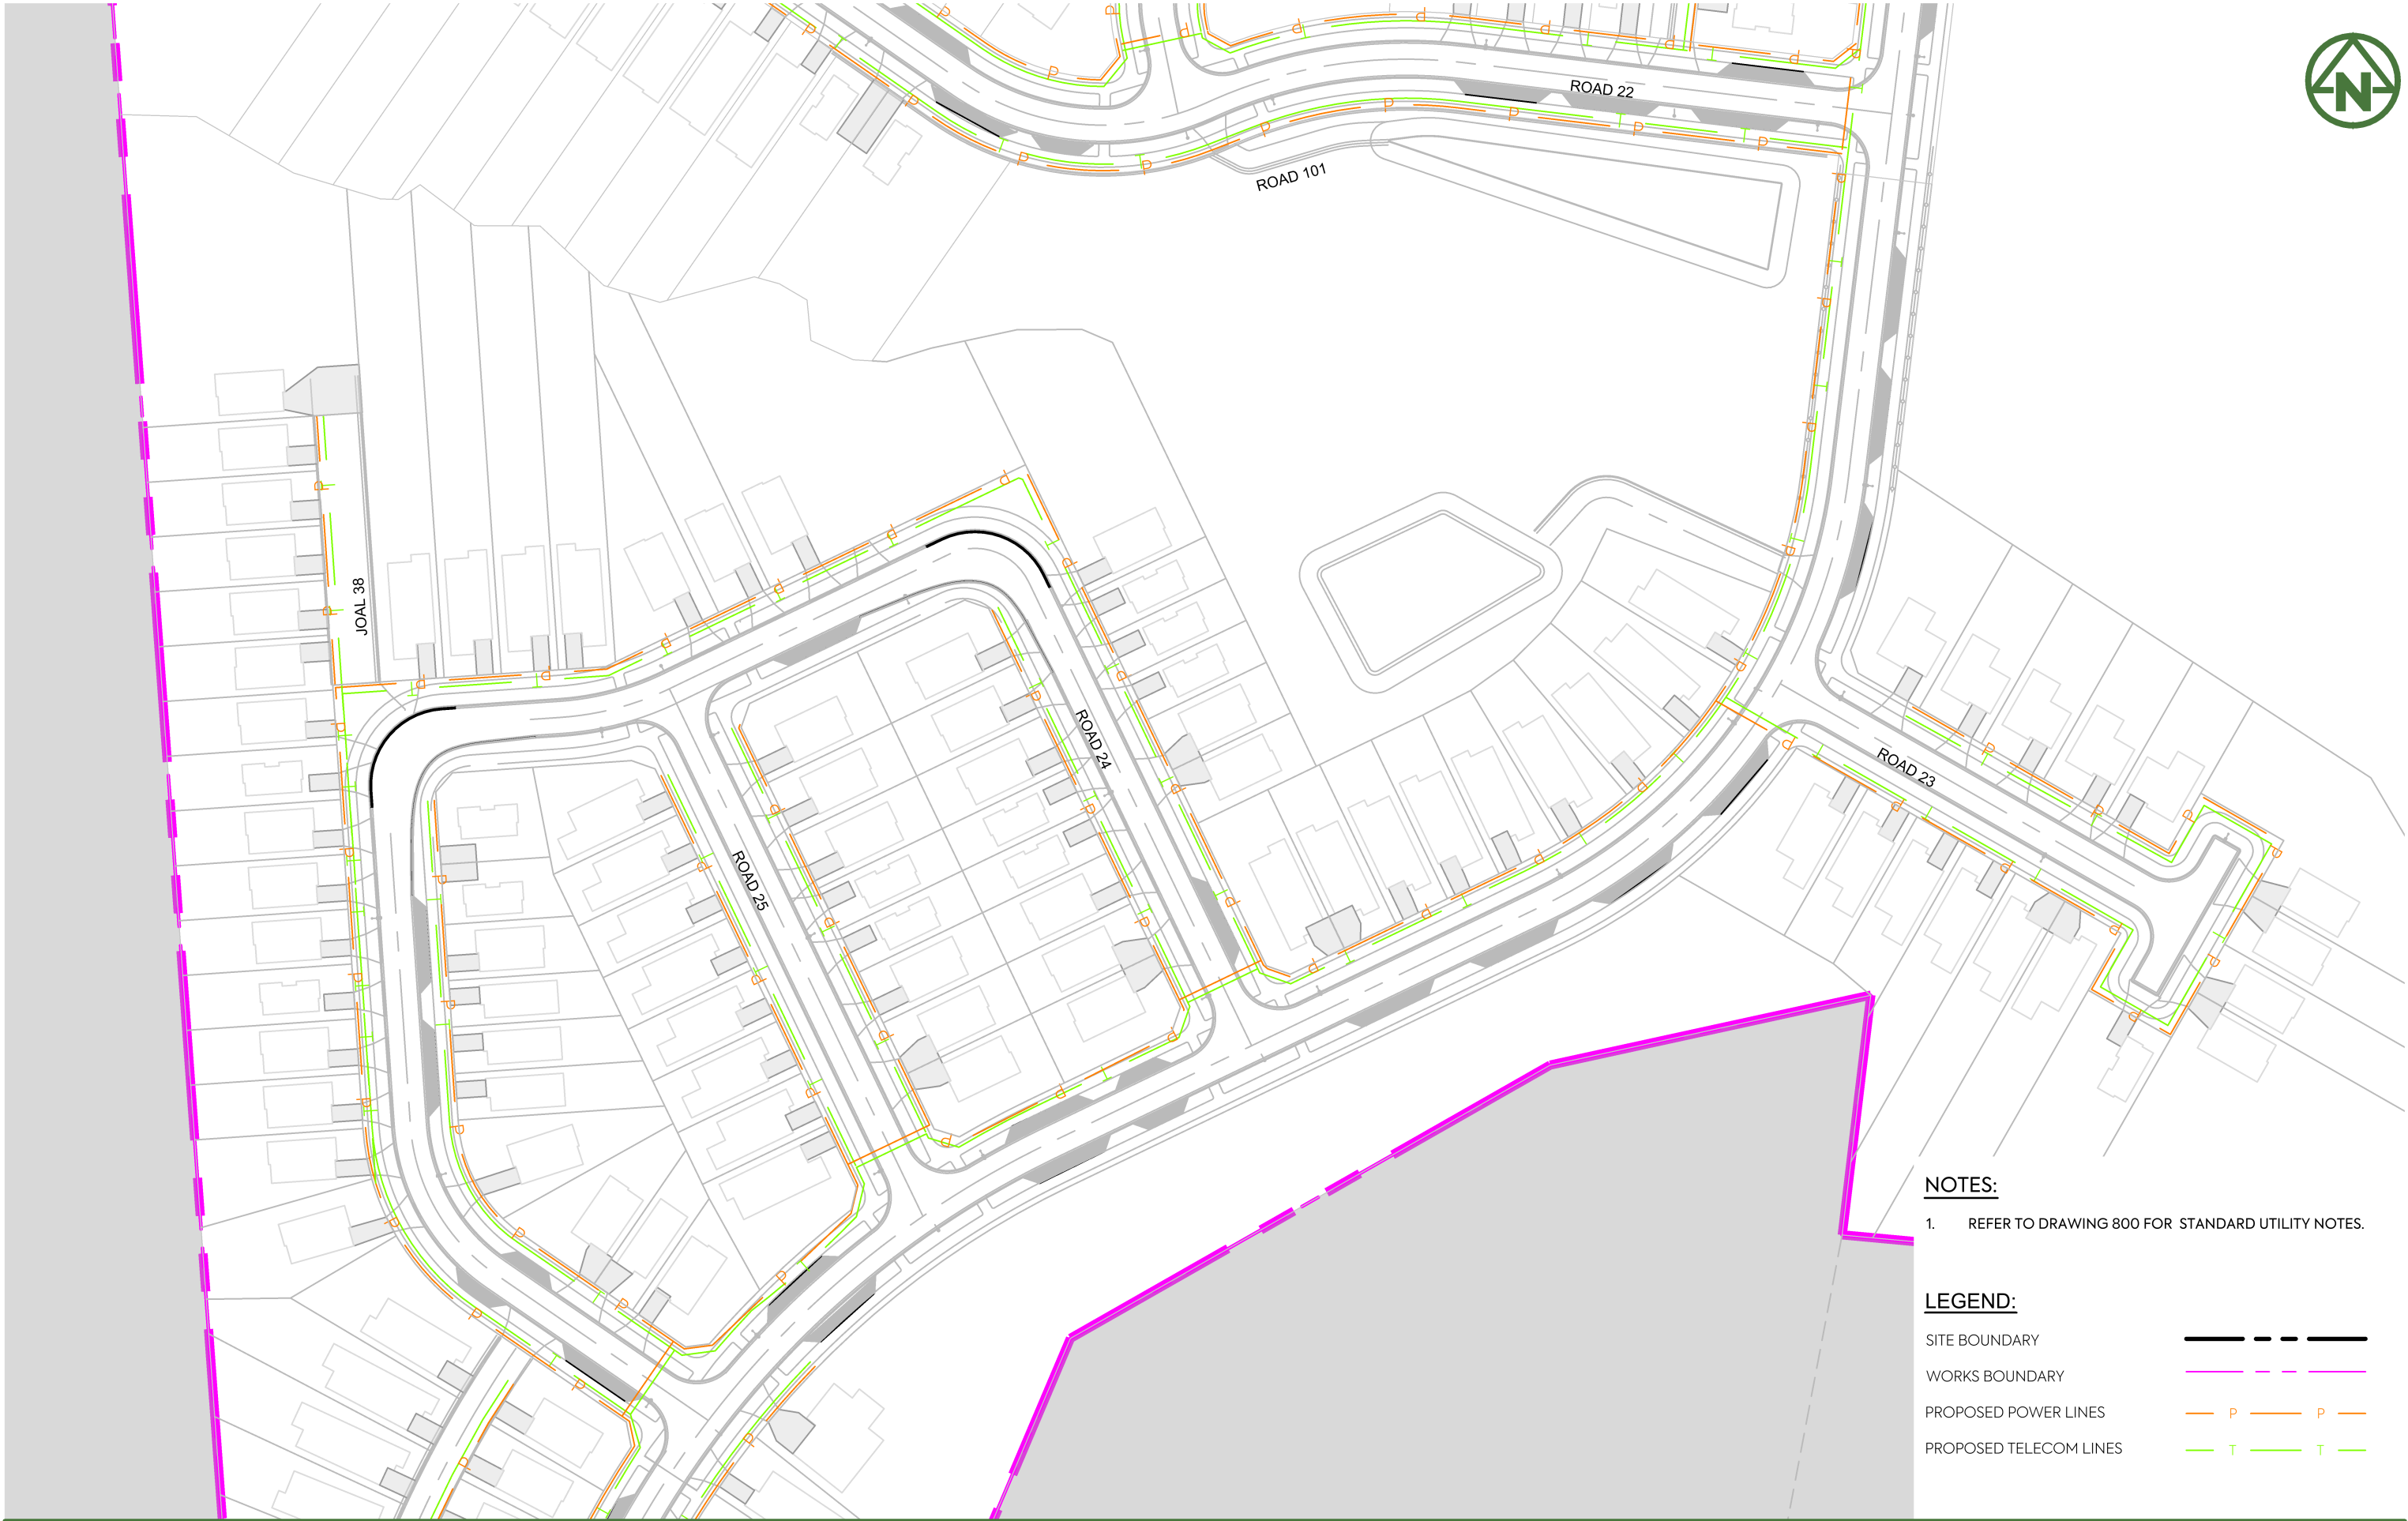 N
ROAD 22
ROAD 101
JOAL 38
ROAD 24
ROAD 23
ROAD 25
NOTES:
1. REFER TO DRAWING 800 FOR STANDARD UTILITY NOTES.
LEGEND:
SITE BOUNDARY
WORKS BOUNDARY
PROPOSED POWER LINES P P
PROPOSED TELECOM LINES T T